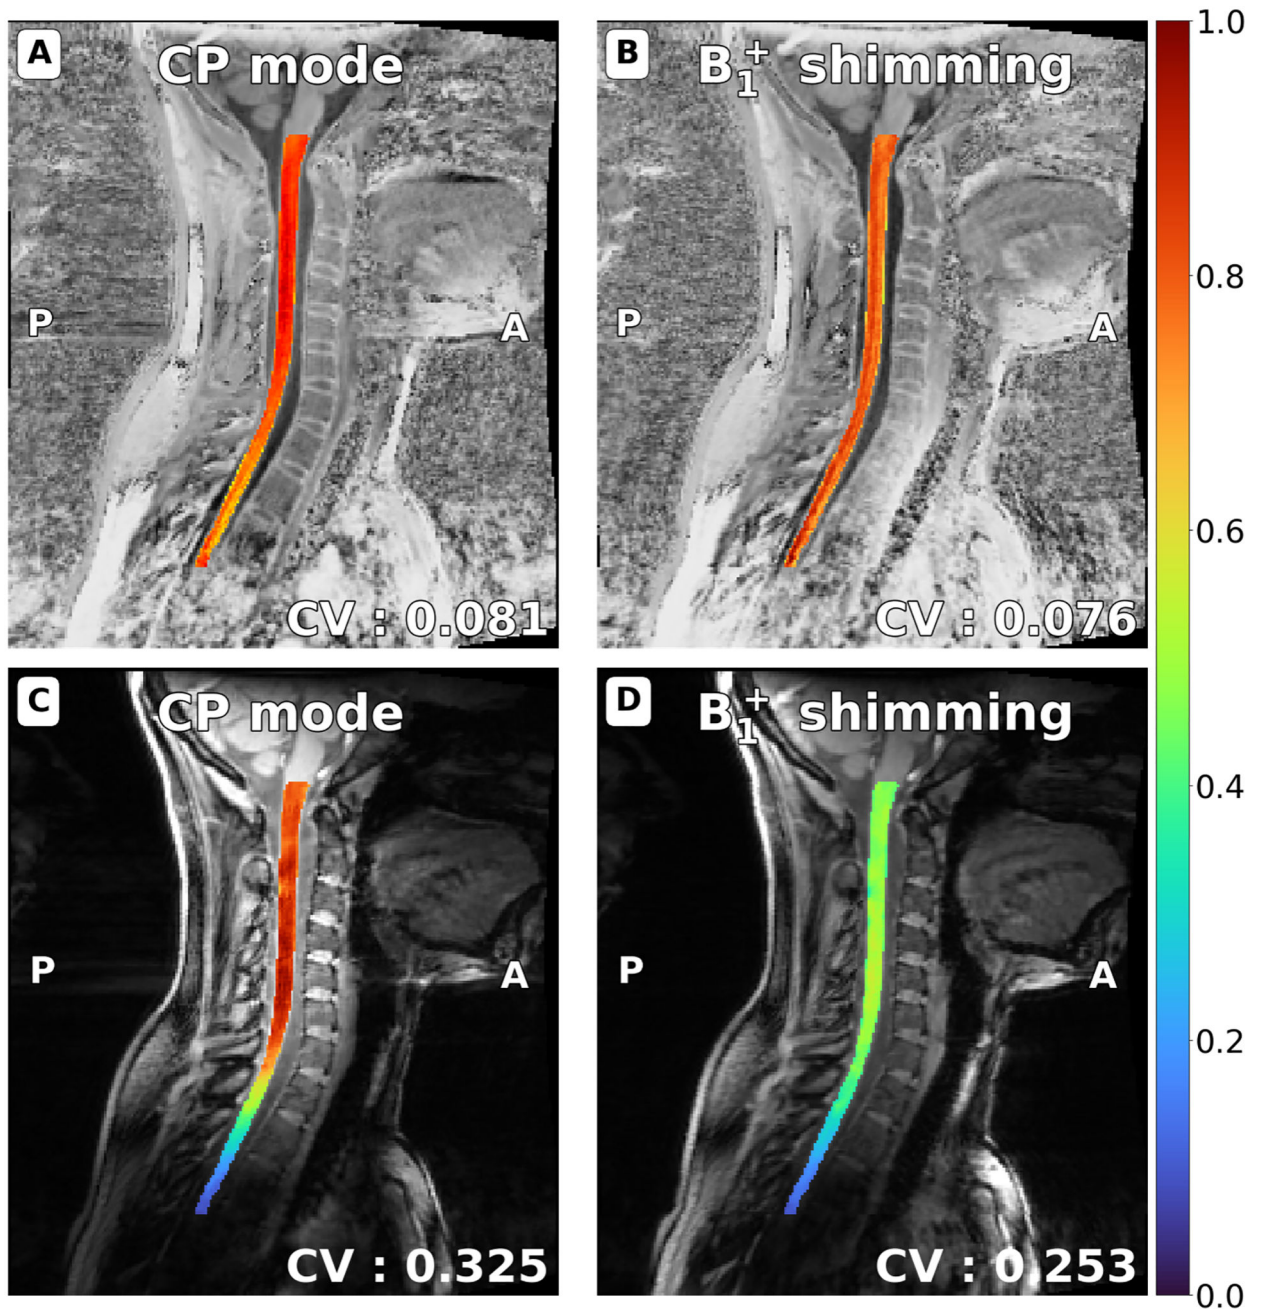 A
CP mode
P
A
CV : 0.081
B
B₁⁺ shimming
P
A
CV : 0.076
C
CP mode
P
A
CV : 0.325
D
B₁⁺ shimming
P
A
CV : 0.253
1.0
0.8
0.6
0.4
0.2
0.0